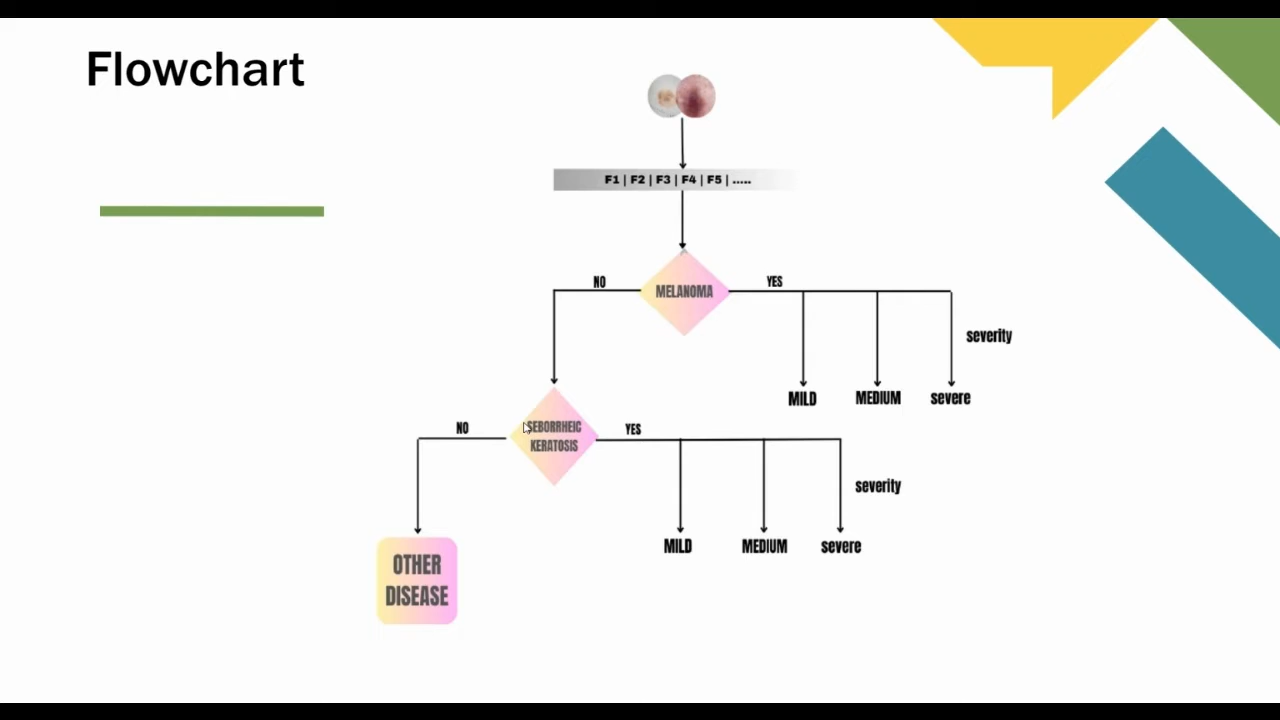 Flowchart
F1 | F2 | F3 | F4 | F5 | .....
NO
MELANOMA
YES
severity
MILD
MEDIUM
severe
NO
SEBORRHEIC
KERATOSIS
YES
severity
MILD
MEDIUM
severe
OTHER
DISEASE